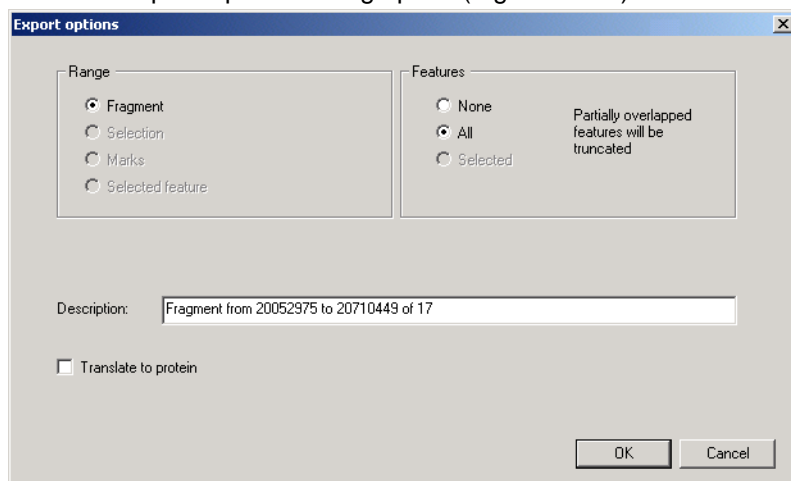 Export options
Range
Fragment
Selection
Marks
Selected feature
Features
None
All
Selected
Partially overlapped
features will be
truncated
Description:
Fragment from 20052975 to 20710449 of 17
Translate to protein
OK
Cancel